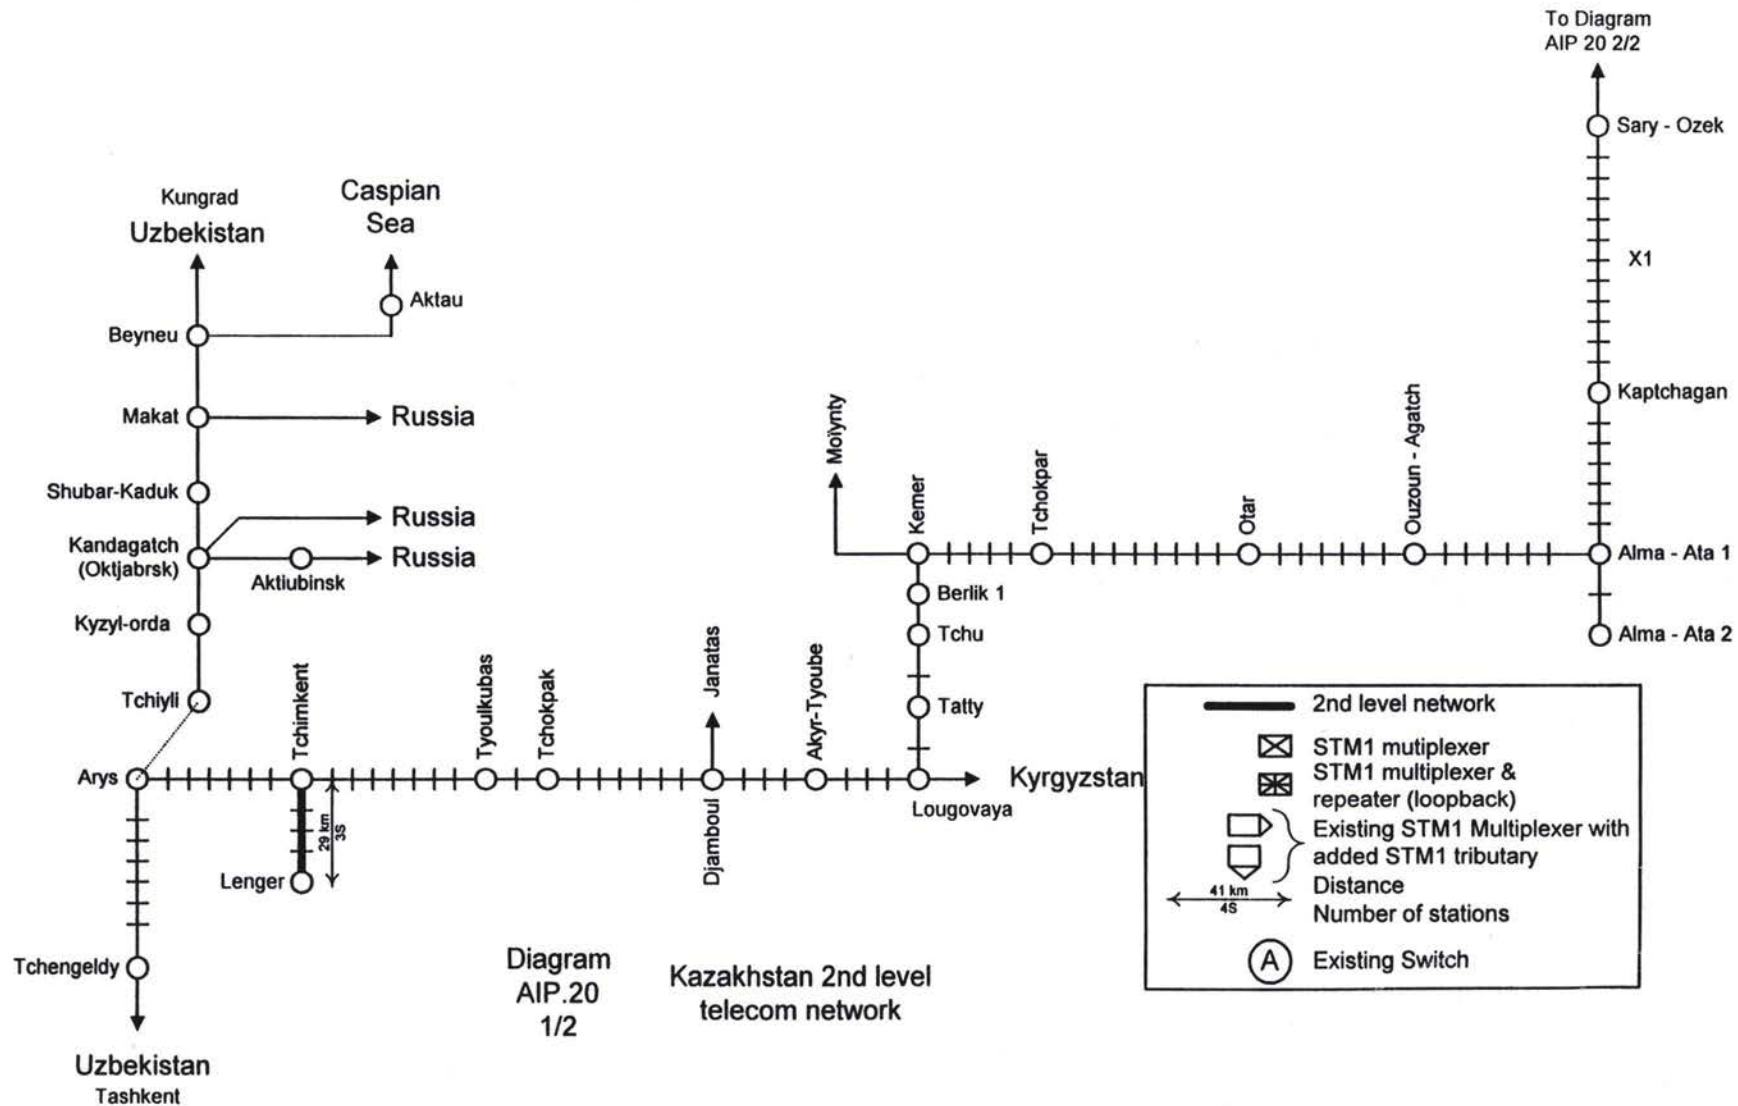 To Diagram
AIP 20 2/2
Sary - Ozek
Kungrad
Uzbekistan
Caspian
Sea
X1
Aktau
Beyneu
Kaptchagan
Makat
Russia
Moïynty
Kemer
Tchokpar
Otar
Ouzoun - Agatch
Shubar-Kaduk
Russia
Kandagatch
(Oktjabrsk)
Russia
Aktiubinsk
Alma - Ata 1
Berlik 1
Kyzyl-orda
Tchu
Alma - Ata 2
Tchiyli
Tchimkent
Tyoulkubas
Tchokpak
Janatas
Akyr-Tyoube
Tatty
Arys
Kyrgyzstan
Lougovaya
Djamboul
29 km
3S
Lenger
2nd level network
STM1 mutiplexer
STM1 multiplexer &
repeater (loopback)
Existing STM1 Multiplexer with
added STM1 tributary
41 km
4S
Distance
Number of stations
A
Existing Switch
Tchengeldy
Diagram
AIP.20
1/2
Kazakhstan 2nd level
telecom network
Uzbekistan
Tashkent